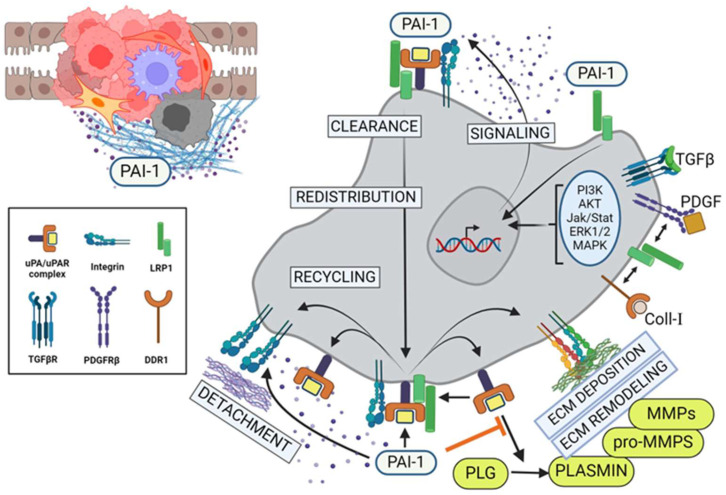 PAI-1
PAI-1
PAI-1
CLEARANCE
SIGNALING
TGFβ
PI3K
AKT
Jak/Stat
ERK1/2
MAPK
PDGF
REDISTRIBUTION
uPA/uPAR
complex
Integrin
LRP1
TGFβR
PDGFRβ
DDR1
RECYCLING
Coll-I
DETACHMENT
ECM DEPOSITION
ECM REMODELING
MMPs
pro-MMPS
PAI-1
PLG
PLASMIN